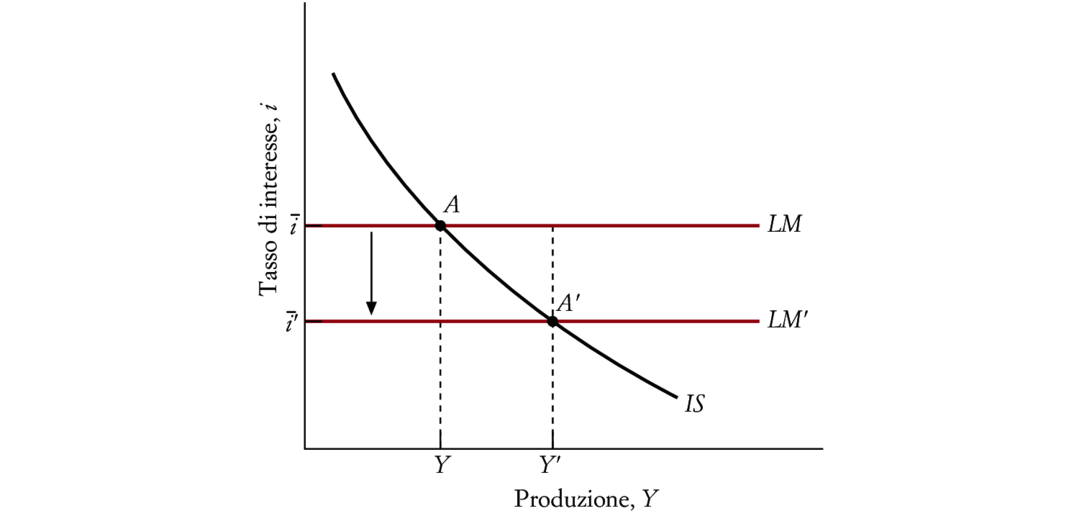 Tasso di interesse, i
A
i̅
LM
A′
i̅′
LM′
IS
Y
Y′
Produzione, Y